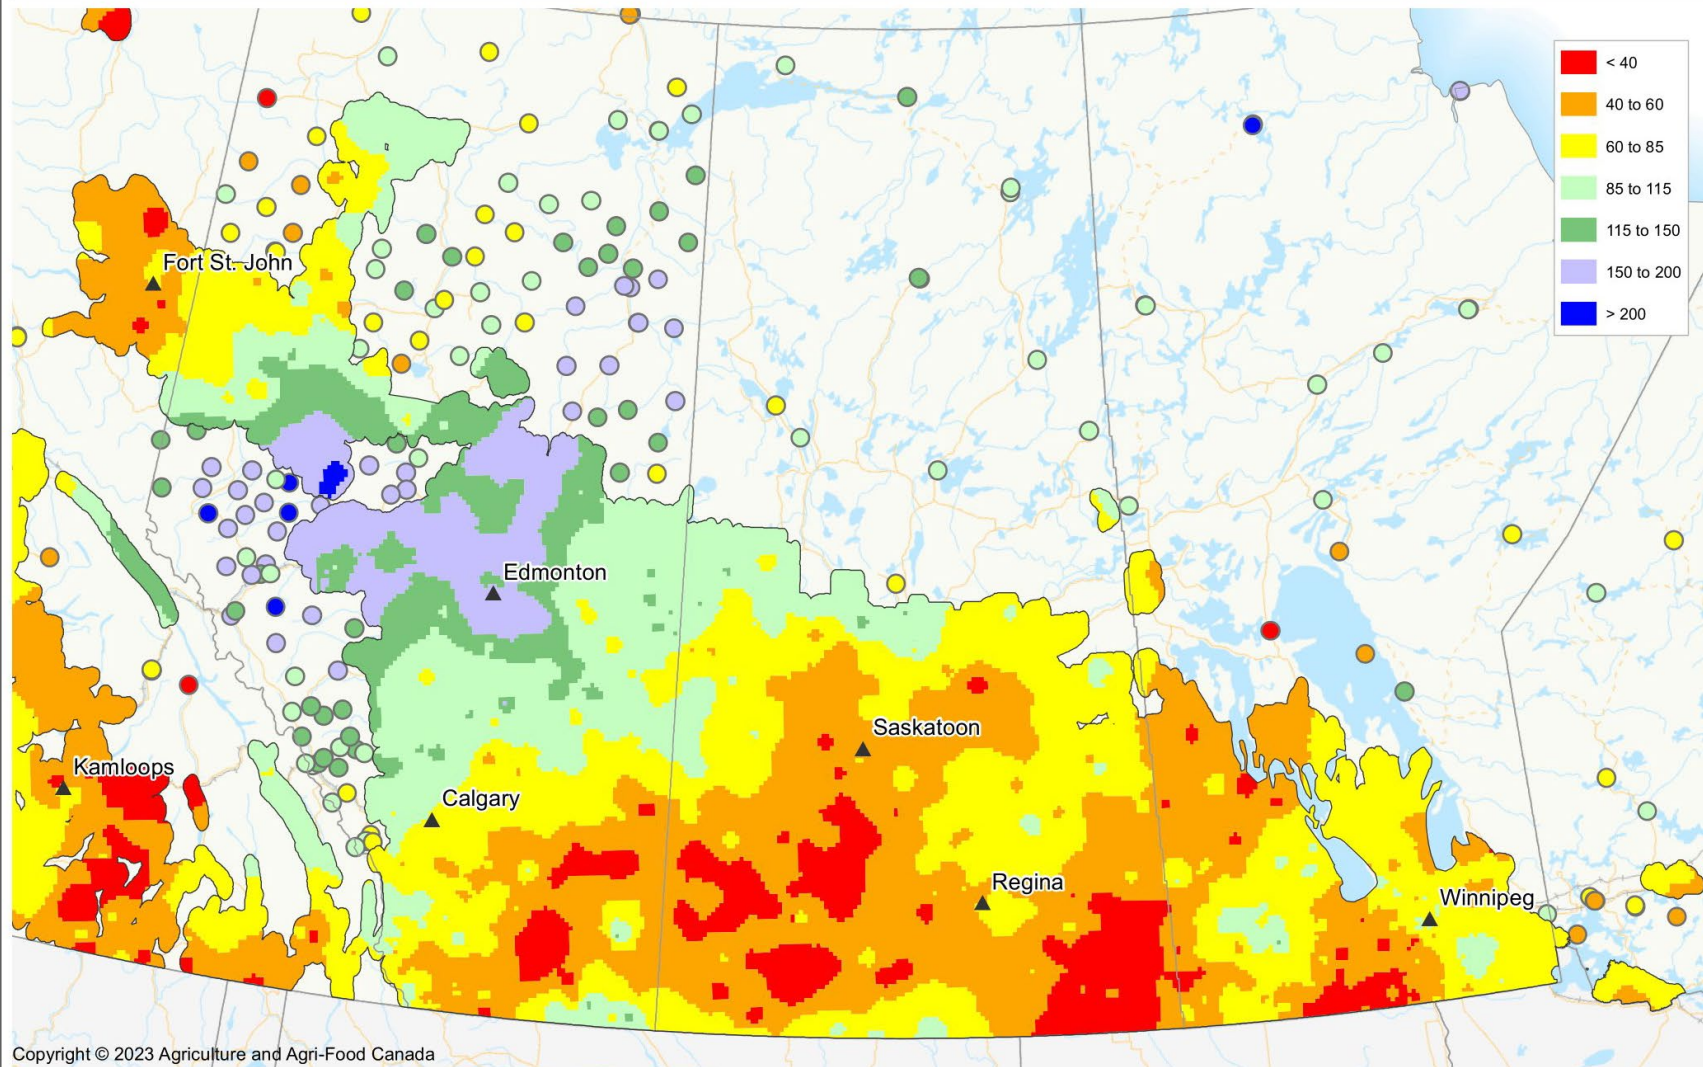 < 40
40 to 60
60 to 85
85 to 115
115 to 150
150 to 200
> 200
Fort St. John
Edmonton
Saskatoon
Kamloops
Calgary
Regina
Winnipeg
Copyright © 2023 Agriculture and Agri-Food Canada